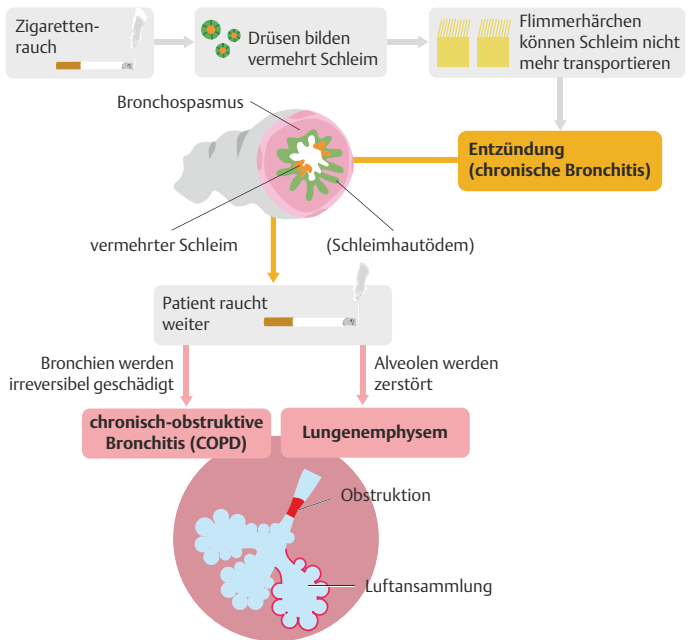 Zigaretten-
rauch
Drüsen bilden
vermehrt Schleim
Flimmerhärchen
können Schleim nicht
mehr transportieren
Bronchospasmus
Entzündung
(chronische Bronchitis)
vermehrter Schleim
(Schleimhautödem)
Patient raucht
weiter
Bronchien werden
irreversibel geschädigt
Alveolen werden
zerstört
chronisch-obstruktive
Bronchitis (COPD)
Lungenemphysem
Obstruktion
Luftansammlung